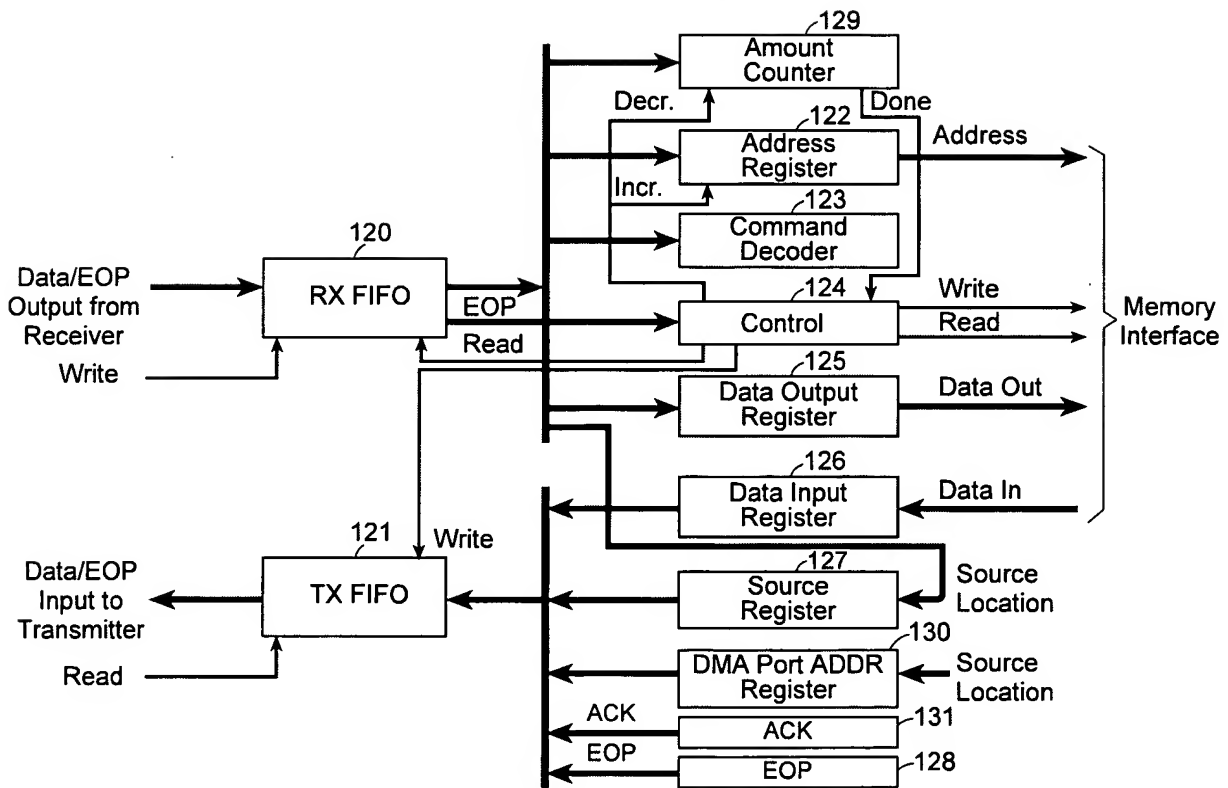 129
Amount
Counter
Decr.
Done
122
Address
Register
Address
Incr.
123
Command
Decoder
120
RX FIFO
Data/EOP
Output from
Receiver
Write
EOP
Read
124
Control
Write
Read
Memory
Interface
125
Data Output
Register
Data Out
126
Data Input
Register
Data In
121
TX FIFO
Write
Data/EOP
Input to
Transmitter
Read
127
Source
Register
Source
Location
130
DMA Port ADDR
Register
Source
Location
ACK
131
ACK
EOP
128
EOP